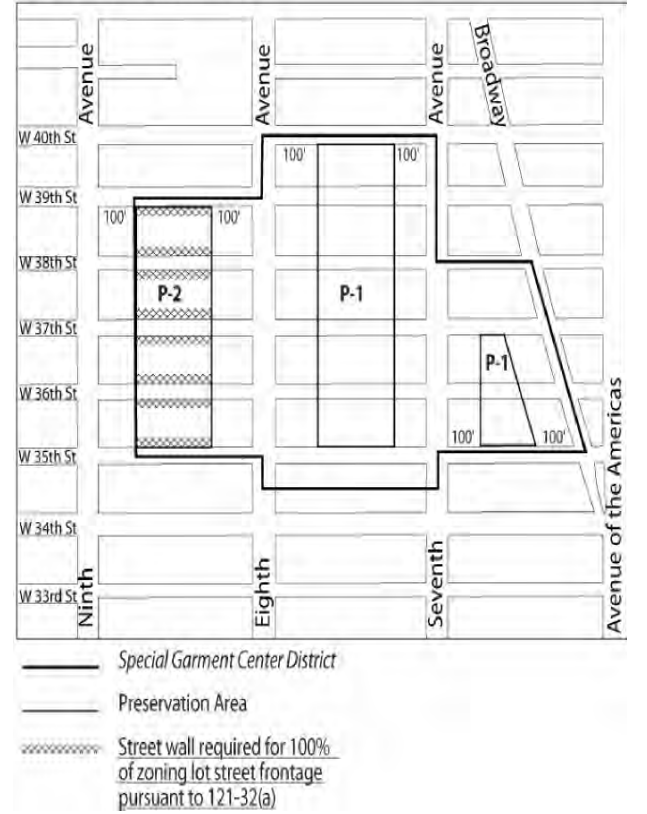 Avenue
Avenue
Avenue
Broadway
W 40th St
100'
100'
W 39th St
100'
100'
W 38th St
P-2
P-1
W 37th St
P-1
W 36th St
100'
100'
W 35th St
W 34th St
W 33rd St
Ninth
Eighth
Seventh
Avenue of the Americas
Special Garment Center District
Preservation Area
Street wall required for 100%
of zoning lot street frontage
pursuant to 121-32(a)